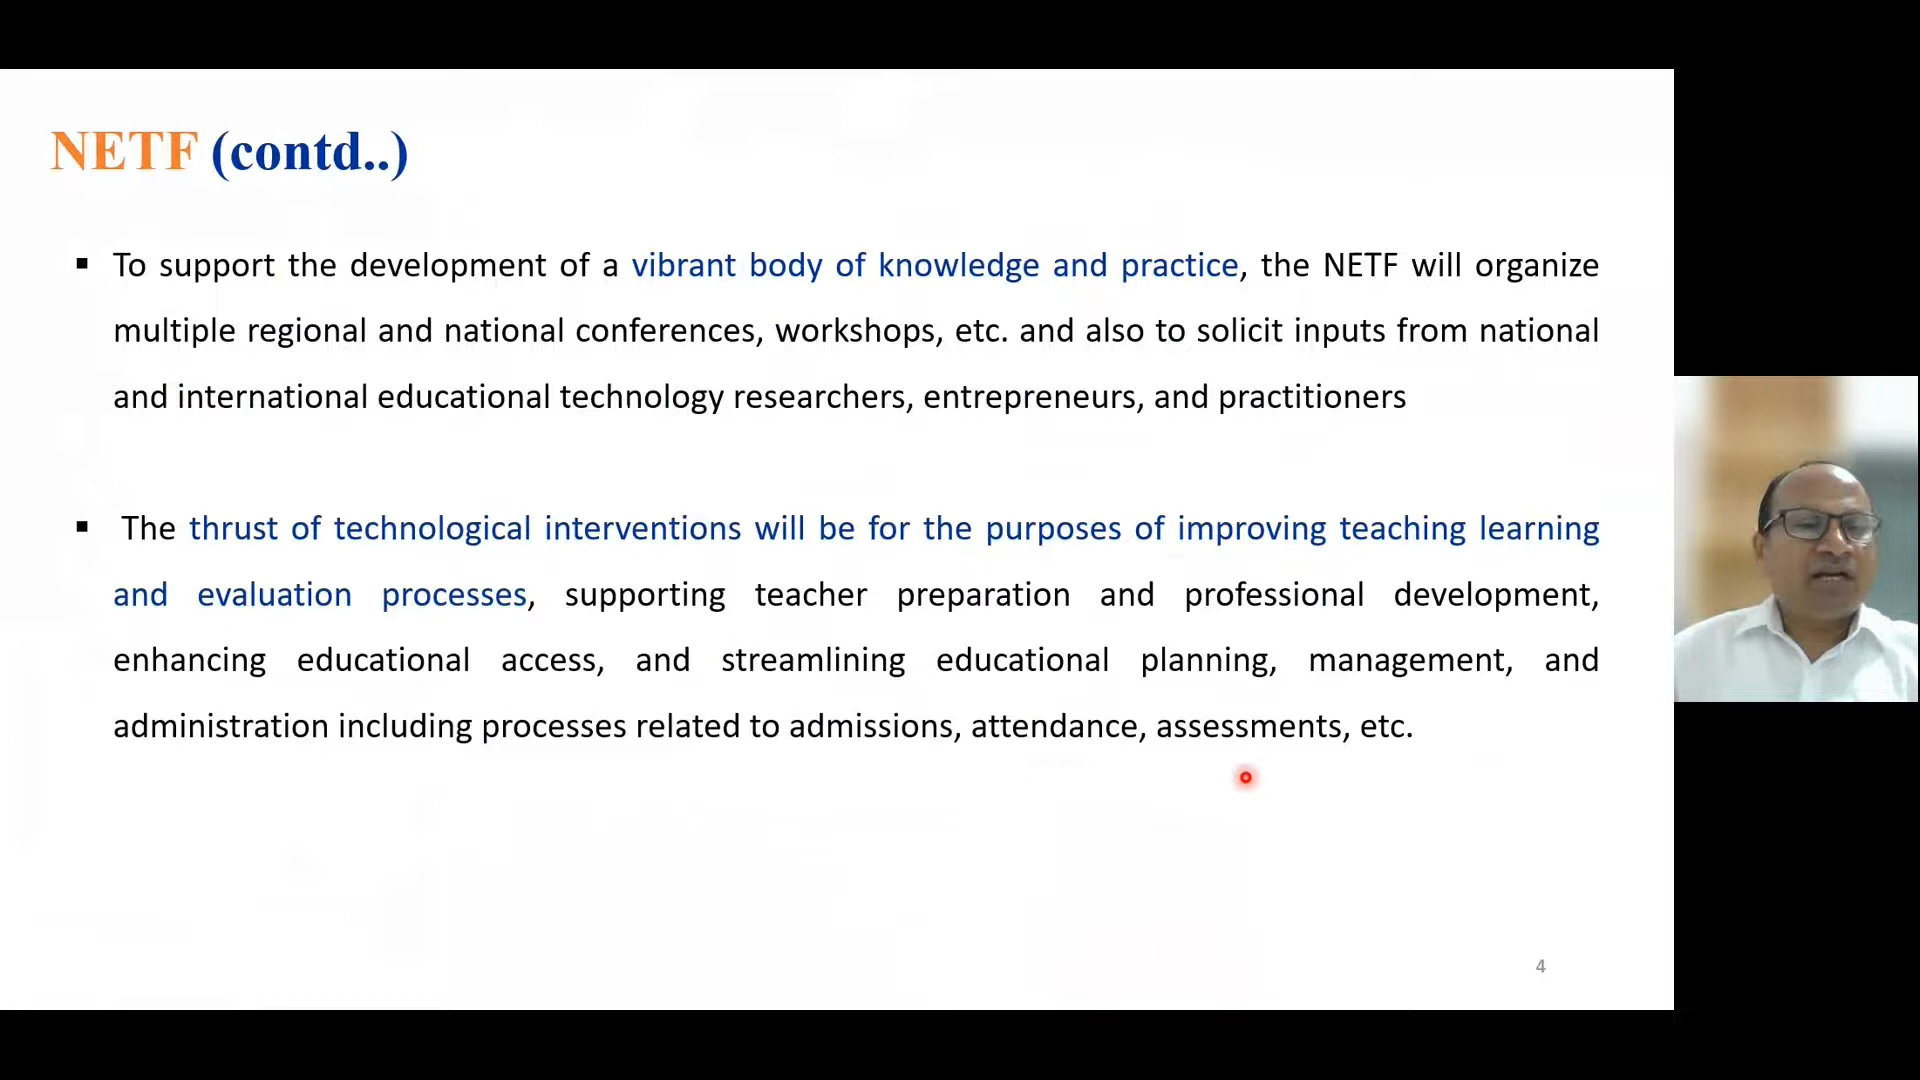 NETF (contd..)
▪ To support the development of a vibrant body of knowledge and practice, the NETF will organize
multiple regional and national conferences, workshops, etc. and also to solicit inputs from national
and international educational technology researchers, entrepreneurs, and practitioners
▪ The thrust of technological interventions will be for the purposes of improving teaching learning
and evaluation processes, supporting teacher preparation and professional development,
enhancing educational access, and streamlining educational planning, management, and
administration including processes related to admissions, attendance, assessments, etc.
4